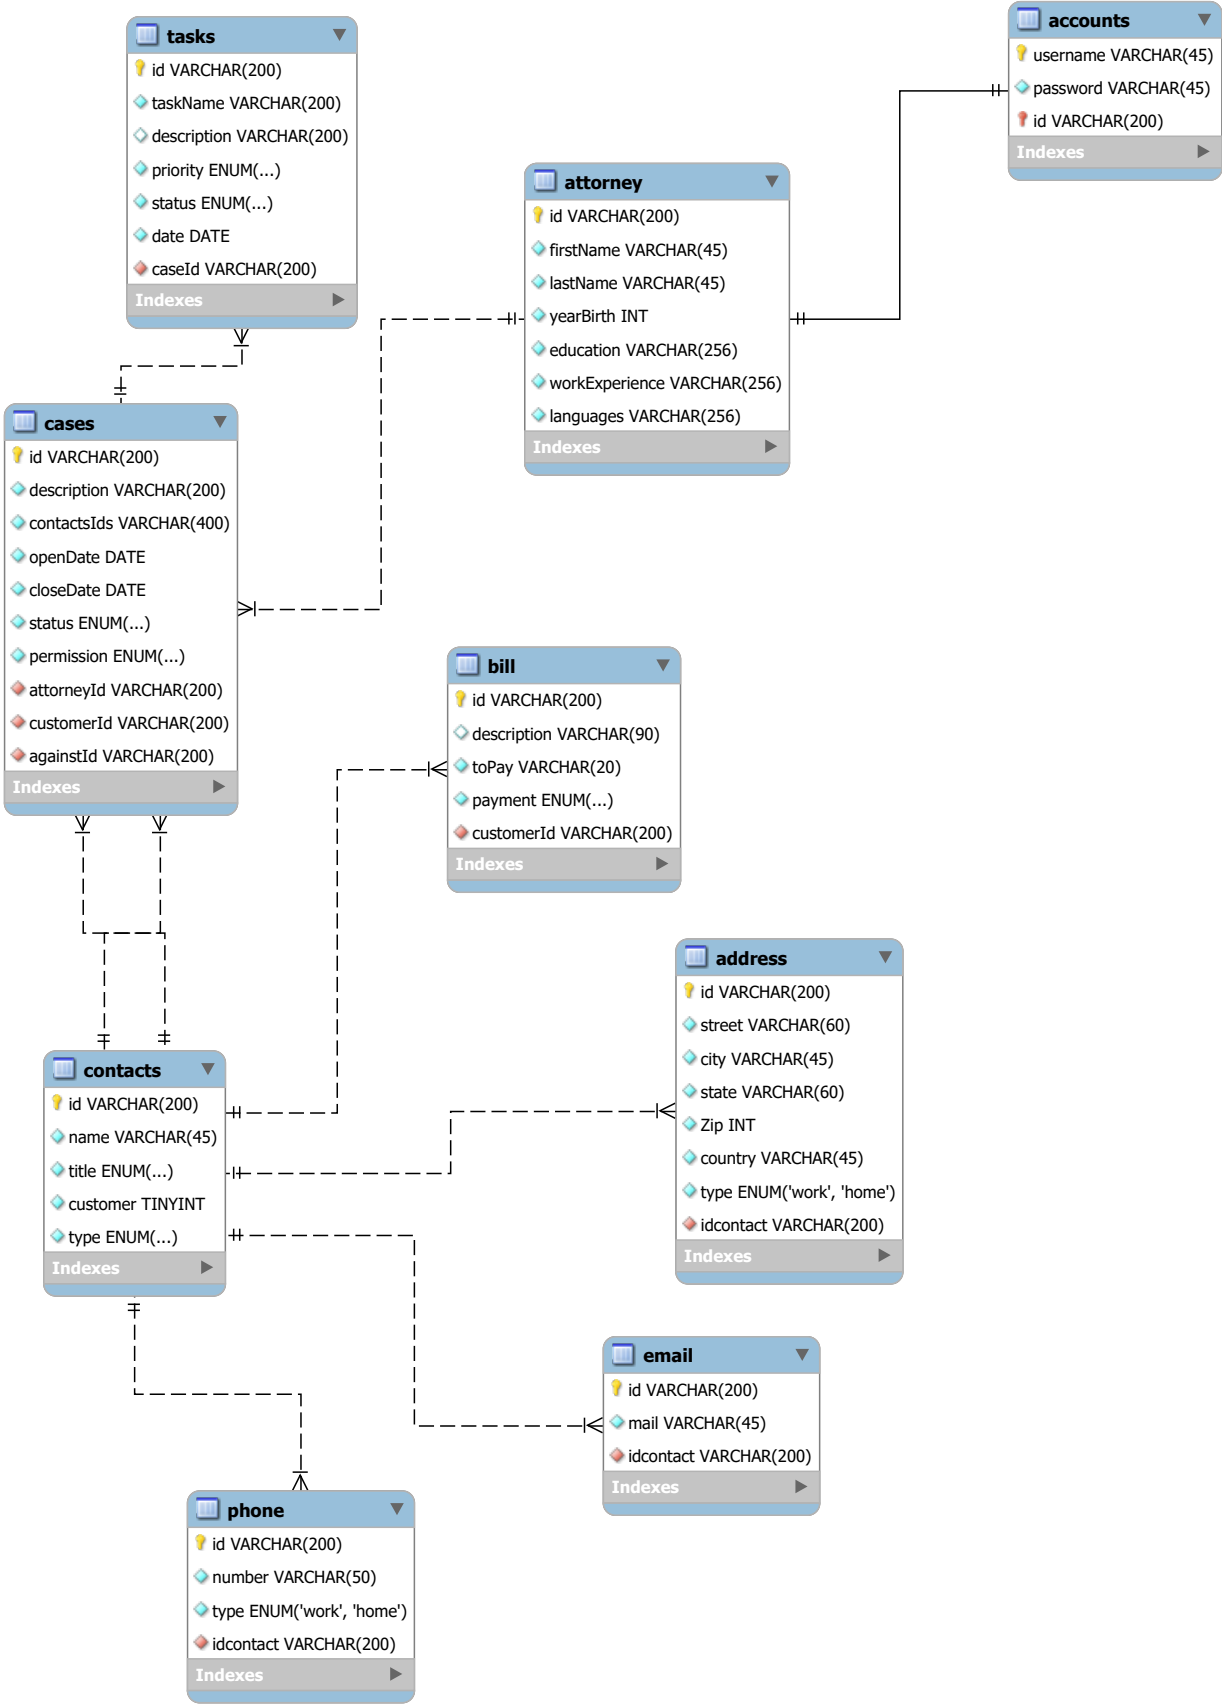 tasks
id VARCHAR(200)
taskName VARCHAR(200)
description VARCHAR(200)
priority ENUM(...)
status ENUM(...)
date DATE
caseId VARCHAR(200)
Indexes
accounts
username VARCHAR(45)
password VARCHAR(45)
id VARCHAR(200)
Indexes
attorney
id VARCHAR(200)
firstName VARCHAR(45)
lastName VARCHAR(45)
yearBirth INT
education VARCHAR(256)
workExperience VARCHAR(256)
languages VARCHAR(256)
Indexes
cases
id VARCHAR(200)
description VARCHAR(200)
contactsIds VARCHAR(400)
openDate DATE
closeDate DATE
status ENUM(...)
permission ENUM(...)
attorneyId VARCHAR(200)
customerId VARCHAR(200)
againstId VARCHAR(200)
Indexes
bill
id VARCHAR(200)
description VARCHAR(90)
toPay VARCHAR(20)
payment ENUM(...)
customerId VARCHAR(200)
Indexes
address
id VARCHAR(200)
street VARCHAR(60)
city VARCHAR(45)
state VARCHAR(60)
Zip INT
country VARCHAR(45)
type ENUM('work', 'home')
idcontact VARCHAR(200)
Indexes
contacts
id VARCHAR(200)
name VARCHAR(45)
title ENUM(...)
customer TINYINT
type ENUM(...)
Indexes
email
id VARCHAR(200)
mail VARCHAR(45)
idcontact VARCHAR(200)
Indexes
phone
id VARCHAR(200)
number VARCHAR(50)
type ENUM('work', 'home')
idcontact VARCHAR(200)
Indexes